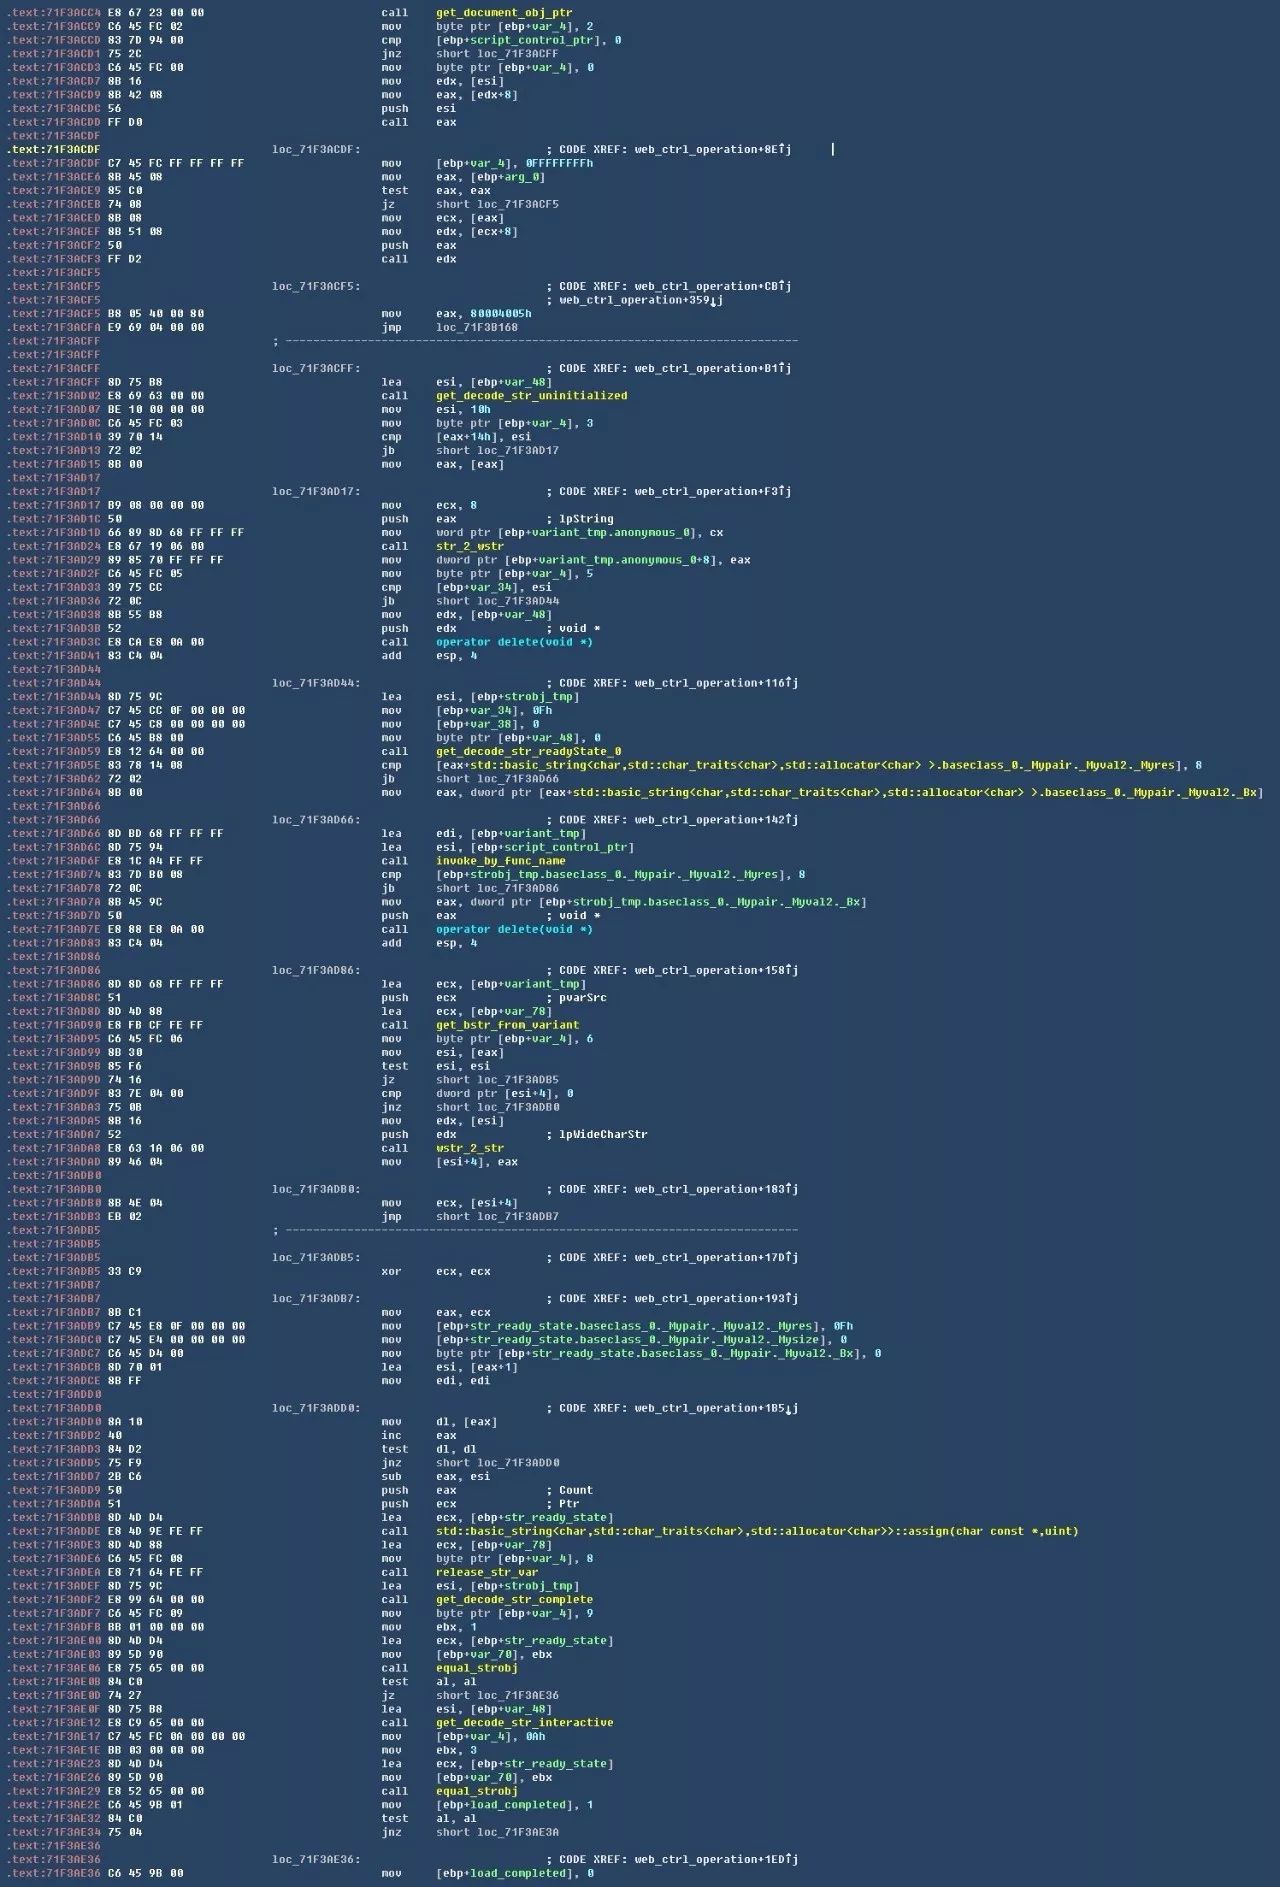 .text:71F3ACC4 E8 67 23 00 00 call get_document_obj_ptr
.text:71F3ACC9 C6 45 FC 02 mov byte ptr [ebp+var_4], 2
.text:71F3ACCD 83 7D 94 00 cmp [ebp+script_control_ptr], 0
.text:71F3ACD1 75 2C jnz short loc_71F3ACFF
.text:71F3ACD3 C6 45 FC 00 mov byte ptr [ebp+var_4], 0
.text:71F3ACD7 8B 16 mov edx, [esi]
.text:71F3ACD9 8B 42 08 mov eax, [edx+8]
.text:71F3ACDC 56 push esi
.text:71F3ACDD FF D0 call eax
.text:71F3ACDF
.text:71F3ACDF loc_71F3ACDF: ; CODE XREF: web_ctrl_operation+8E↑j
.text:71F3ACDF C7 45 FC FF FF FF FF mov [ebp+var_4], 0FFFFFFFFh
.text:71F3ACE6 8B 45 08 mov eax, [ebp+arg_0]
.text:71F3ACE9 85 C0 test eax, eax
.text:71F3ACEB 74 08 jz short loc_71F3ACF5
.text:71F3ACED 8B 08 mov ecx, [eax]
.text:71F3ACEF 8B 51 08 mov edx, [ecx+8]
.text:71F3ACF2 50 push eax
.text:71F3ACF3 FF D2 call edx
.text:71F3ACF5
.text:71F3ACF5 loc_71F3ACF5: ; CODE XREF: web_ctrl_operation+CB↑j
.text:71F3ACF5 ; web_ctrl_operation+359↓j
.text:71F3ACF5 B8 05 40 00 80 mov eax, 80004005h
.text:71F3ACFA E9 69 04 00 00 jmp loc_71F3B168
.text:71F3ACFF ; ---------------------------------------------------------------------------
.text:71F3ACFF
.text:71F3ACFF loc_71F3ACFF: ; CODE XREF: web_ctrl_operation+B1↑j
.text:71F3ACFF 8D 75 B8 lea esi, [ebp+var_48]
.text:71F3AD02 E8 69 63 00 00 call get_decode_str_uninitialized
.text:71F3AD07 BE 10 00 00 00 mov esi, 10h
.text:71F3AD0C C6 45 FC 03 mov byte ptr [ebp+var_4], 3
.text:71F3AD10 39 70 14 cmp [eax+14h], esi
.text:71F3AD13 72 02 jb short loc_71F3AD17
.text:71F3AD15 8B 00 mov eax, [eax]
.text:71F3AD17
.text:71F3AD17 loc_71F3AD17: ; CODE XREF: web_ctrl_operation+F3↑j
.text:71F3AD17 B9 08 00 00 00 mov ecx, 8
.text:71F3AD1C 50 push eax ; lpString
.text:71F3AD1D 66 89 8D 68 FF FF FF mov word ptr [ebp+variant_tmp.anonymous_0], cx
.text:71F3AD24 E8 67 19 06 00 call str_2_wstr
.text:71F3AD29 89 85 70 FF FF FF mov dword ptr [ebp+variant_tmp.anonymous_0+8], eax
.text:71F3AD2F C6 45 FC 05 mov byte ptr [ebp+var_4], 5
.text:71F3AD33 39 75 CC cmp [ebp+var_34], esi
.text:71F3AD36 72 0C jb short loc_71F3AD44
.text:71F3AD38 8B 55 B8 mov edx, [ebp+var_48]
.text:71F3AD3B 52 push edx ; void *
.text:71F3AD3C E8 CA E8 0A 00 call operator delete(void *)
.text:71F3AD41 83 C4 04 add esp, 4
.text:71F3AD44
.text:71F3AD44 loc_71F3AD44: ; CODE XREF: web_ctrl_operation+116↑j
.text:71F3AD44 8D 75 9C lea esi, [ebp+strobj_tmp]
.text:71F3AD47 C7 45 CC 0F 00 00 00 mov [ebp+var_34], 0Fh
.text:71F3AD4E C7 45 C8 00 00 00 00 mov [ebp+var_38], 0
.text:71F3AD55 C6 45 B8 00 mov byte ptr [ebp+var_48], 0
.text:71F3AD59 E8 12 64 00 00 call get_decode_str_readyState_0
.text:71F3AD5E 83 78 14 08 cmp [eax+std::basic_string<char,std::char_traits<char>,std::allocator<char> >.baseclass_0._Mypair._Myval2._Myres], 8
.text:71F3AD62 72 02 jb short loc_71F3AD66
.text:71F3AD64 8B 00 mov eax, dword ptr [eax+std::basic_string<char,std::char_traits<char>,std::allocator<char> >.baseclass_0._Mypair._Myval2._Bx]
.text:71F3AD66
.text:71F3AD66 loc_71F3AD66: ; CODE XREF: web_ctrl_operation+142↑j
.text:71F3AD66 8D BD 68 FF FF FF lea edi, [ebp+variant_tmp]
.text:71F3AD6C 8D 75 94 lea esi, [ebp+script_control_ptr]
.text:71F3AD6F E8 1C A4 FF FF call invoke_by_func_name
.text:71F3AD74 83 7D B0 08 cmp [ebp+strobj_tmp.baseclass_0._Mypair._Myval2._Myres], 8
.text:71F3AD78 72 0C jb short loc_71F3AD86
.text:71F3AD7A 8B 45 9C mov eax, dword ptr [ebp+strobj_tmp.baseclass_0._Mypair._Myval2._Bx]
.text:71F3AD7D 50 push eax ; void *
.text:71F3AD7E E8 88 E8 0A 00 call operator delete(void *)
.text:71F3AD83 83 C4 04 add esp, 4
.text:71F3AD86
.text:71F3AD86 loc_71F3AD86: ; CODE XREF: web_ctrl_operation+158↑j
.text:71F3AD86 8D 8D 68 FF FF FF lea ecx, [ebp+variant_tmp]
.text:71F3AD8C 51 push ecx ; pvarSrc
.text:71F3AD8D 8D 4D 88 lea ecx, [ebp+var_78]
.text:71F3AD90 E8 FB CF FE FF call get_bstr_from_variant
.text:71F3AD95 C6 45 FC 06 mov byte ptr [ebp+var_4], 6
.text:71F3AD99 8B 30 mov esi, [eax]
.text:71F3AD9B 85 F6 test esi, esi
.text:71F3AD9D 74 16 jz short loc_71F3ADB5
.text:71F3AD9F 83 7E 04 00 cmp dword ptr [esi+4], 0
.text:71F3ADA3 75 0B jnz short loc_71F3ADB0
.text:71F3ADA5 8B 16 mov edx, [esi]
.text:71F3ADA7 52 push edx ; lpWideCharStr
.text:71F3ADA8 E8 63 1A 06 00 call wstr_2_str
.text:71F3ADAD 89 46 04 mov [esi+4], eax
.text:71F3ADB0
.text:71F3ADB0 loc_71F3ADB0: ; CODE XREF: web_ctrl_operation+183↑j
.text:71F3ADB0 8B 4E 04 mov ecx, [esi+4]
.text:71F3ADB3 EB 02 jmp short loc_71F3ADB7
.text:71F3ADB5 ; ---------------------------------------------------------------------------
.text:71F3ADB5
.text:71F3ADB5 loc_71F3ADB5: ; CODE XREF: web_ctrl_operation+17D↑j
.text:71F3ADB5 33 C9 xor ecx, ecx
.text:71F3ADB7
.text:71F3ADB7 loc_71F3ADB7: ; CODE XREF: web_ctrl_operation+193↑j
.text:71F3ADB7 8B C1 mov eax, ecx
.text:71F3ADB9 C7 45 E8 0F 00 00 00 mov [ebp+str_ready_state.baseclass_0._Mypair._Myval2._Myres], 0Fh
.text:71F3ADC0 C7 45 E4 00 00 00 00 mov [ebp+str_ready_state.baseclass_0._Mypair._Myval2._Mysize], 0
.text:71F3ADC7 C6 45 D4 00 mov byte ptr [ebp+str_ready_state.baseclass_0._Mypair._Myval2._Bx], 0
.text:71F3ADCB 8D 70 01 lea esi, [eax+1]
.text:71F3ADCE 8B FF mov edi, edi
.text:71F3ADD0
.text:71F3ADD0 loc_71F3ADD0: ; CODE XREF: web_ctrl_operation+1B5↓j
.text:71F3ADD0 8A 10 mov dl, [eax]
.text:71F3ADD2 40 inc eax
.text:71F3ADD3 84 D2 test dl, dl
.text:71F3ADD5 75 F9 jnz short loc_71F3ADD0
.text:71F3ADD7 2B C6 sub eax, esi
.text:71F3ADD9 50 push eax ; Count
.text:71F3ADDA 51 push ecx ; Ptr
.text:71F3ADDB 8D 4D D4 lea ecx, [ebp+str_ready_state]
.text:71F3ADDE E8 4D 9E FE FF call std::basic_string<char,std::char_traits<char>,std::allocator<char>>::assign(char const *,uint)
.text:71F3ADE3 8D 4D 88 lea ecx, [ebp+var_78]
.text:71F3ADE6 C6 45 FC 08 mov byte ptr [ebp+var_4], 8
.text:71F3ADEA E8 71 64 FE FF call release_str_var
.text:71F3ADEF 8D 75 9C lea esi, [ebp+strobj_tmp]
.text:71F3ADF2 E8 99 64 00 00 call get_decode_str_complete
.text:71F3ADF7 C6 45 FC 09 mov byte ptr [ebp+var_4], 9
.text:71F3ADFB BB 01 00 00 00 mov ebx, 1
.text:71F3AE00 8D 4D D4 lea ecx, [ebp+str_ready_state]
.text:71F3AE03 89 5D 90 mov [ebp+var_70], ebx
.text:71F3AE06 E8 75 65 00 00 call equal_strobj
.text:71F3AE0B 84 C0 test al, al
.text:71F3AE0D 74 27 jz short loc_71F3AE36
.text:71F3AE0F 8D 75 B8 lea esi, [ebp+var_48]
.text:71F3AE12 E8 C9 65 00 00 call get_decode_str_interactive
.text:71F3AE17 C7 45 FC 0A 00 00 00 mov [ebp+var_4], 0Ah
.text:71F3AE1E BB 03 00 00 00 mov ebx, 3
.text:71F3AE23 8D 4D D4 lea ecx, [ebp+str_ready_state]
.text:71F3AE26 89 5D 90 mov [ebp+var_70], ebx
.text:71F3AE29 E8 52 65 00 00 call equal_strobj
.text:71F3AE2E C6 45 9B 01 mov [ebp+load_completed], 1
.text:71F3AE32 84 C0 test al, al
.text:71F3AE34 75 04 jnz short loc_71F3AE3A
.text:71F3AE36
.text:71F3AE36 loc_71F3AE36: ; CODE XREF: web_ctrl_operation+1ED↑j
.text:71F3AE36 C6 45 9B 00 mov [ebp+load_completed], 0